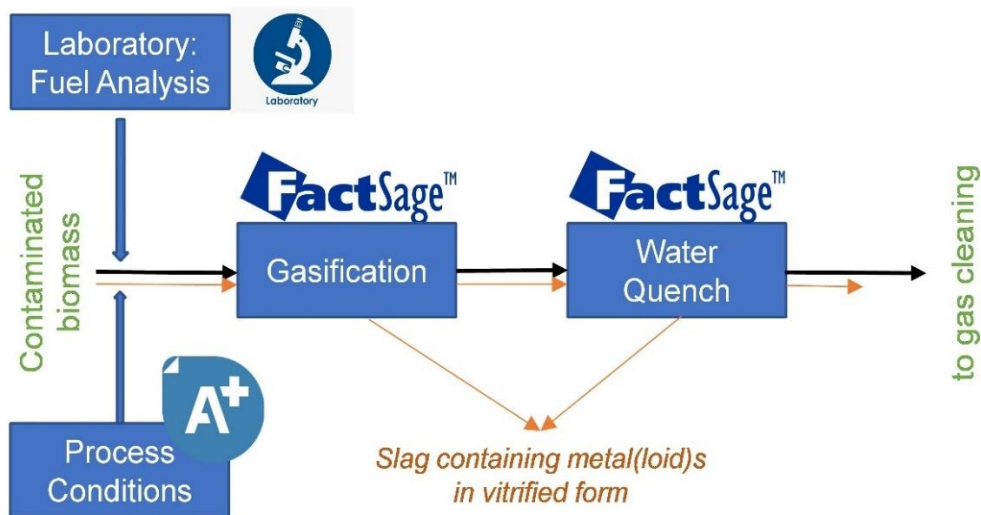 Laboratory:
Fuel Analysis
Laboratory
Contaminated
biomass
FactSage™
Gasification
FactSage™
Water
Quench
to gas cleaning
A+
Process
Conditions
Slag containing metal(loid)s
in vitrified form